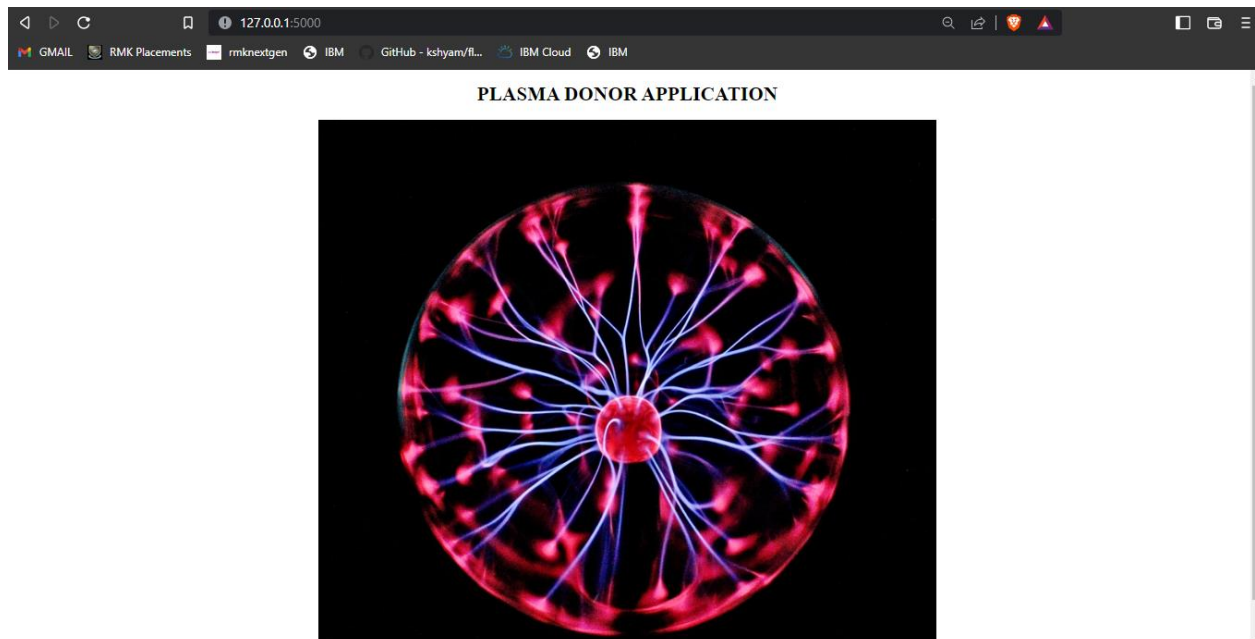 127.0.0.1:5000
GMAIL RMK Placements rmknextgen IBM GitHub - kshyam/fl... IBM Cloud IBM
PLASMA DONOR APPLICATION